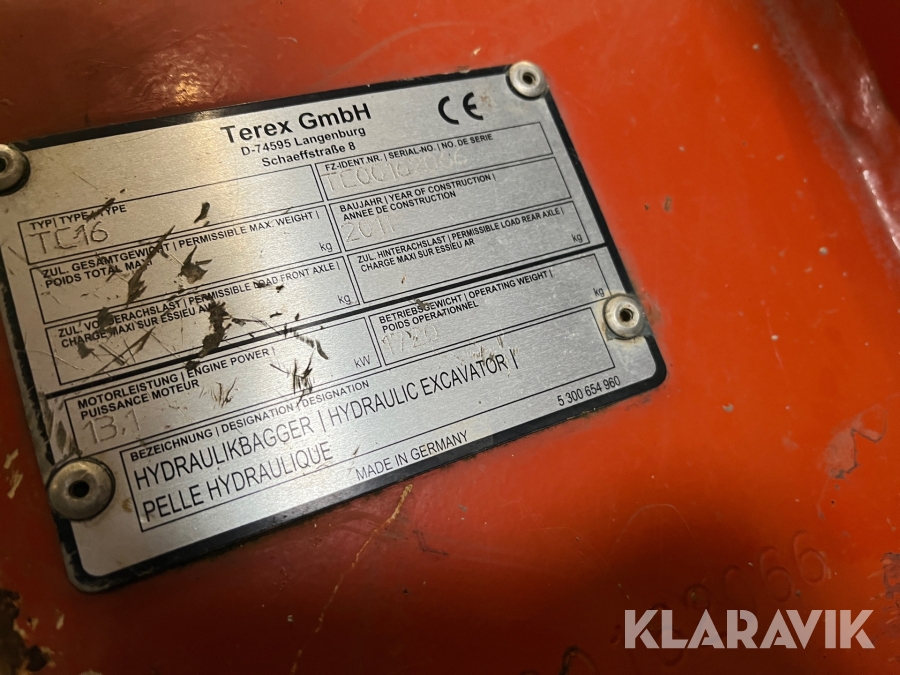 Terex GmbH
D-74595 Langenburg
Schaeffstraße 8
CE
TYP | TYPE | TYPE
TC16
FZ-IDENT.NR. | SERIAL-NO. | NO. DE SERIE
ZUL. GESAMTGEWICHT | PERMISSIBLE MAX. WEIGHT |
POIDS TOTAL MAX.
kg
BAUJAHR | YEAR OF CONSTRUCTION |
ANNEE DE CONSTRUCTION
2011
ZUL. VORDERACHSLAST | PERMISSIBLE LOAD FRONT AXLE |
CHARGE MAXI SUR ESSIEU AR
kg
ZUL. HINTERACHSLAST | PERMISSIBLE LOAD REAR AXLE |
CHARGE MAXI SUR ESSIEU AR
kg
MOTORLEISTUNG | ENGINE POWER |
PUISSANCE MOTEUR
13,1
kW
BETRIEBSGEWICHT | OPERATING WEIGHT |
POIDS OPERATIONNEL
kg
BEZEICHNUNG | DESIGNATION | DESIGNATION
HYDRAULIKBAGGER | HYDRAULIC EXCAVATOR |
PELLE HYDRAULIQUE
MADE IN GERMANY
5 300 654 960
KLARAVIK